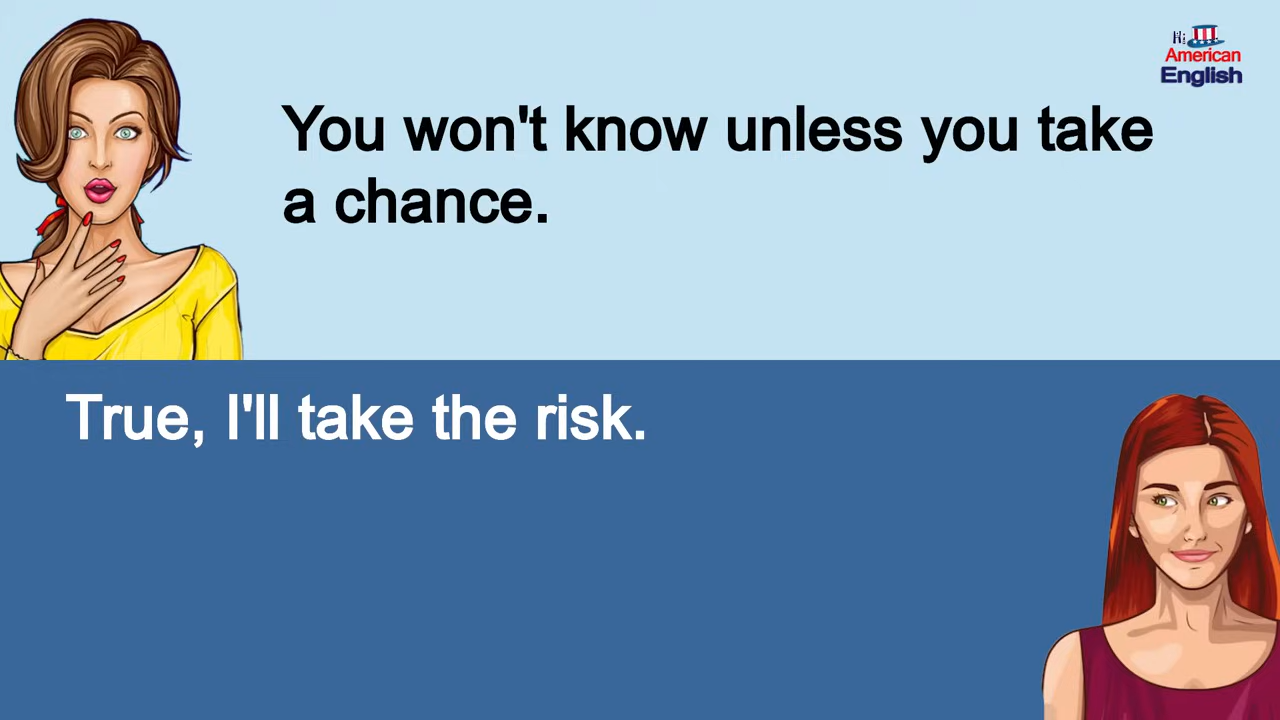 Hi
American
English
You won't know unless you take
a chance.
True, I'll take the risk.